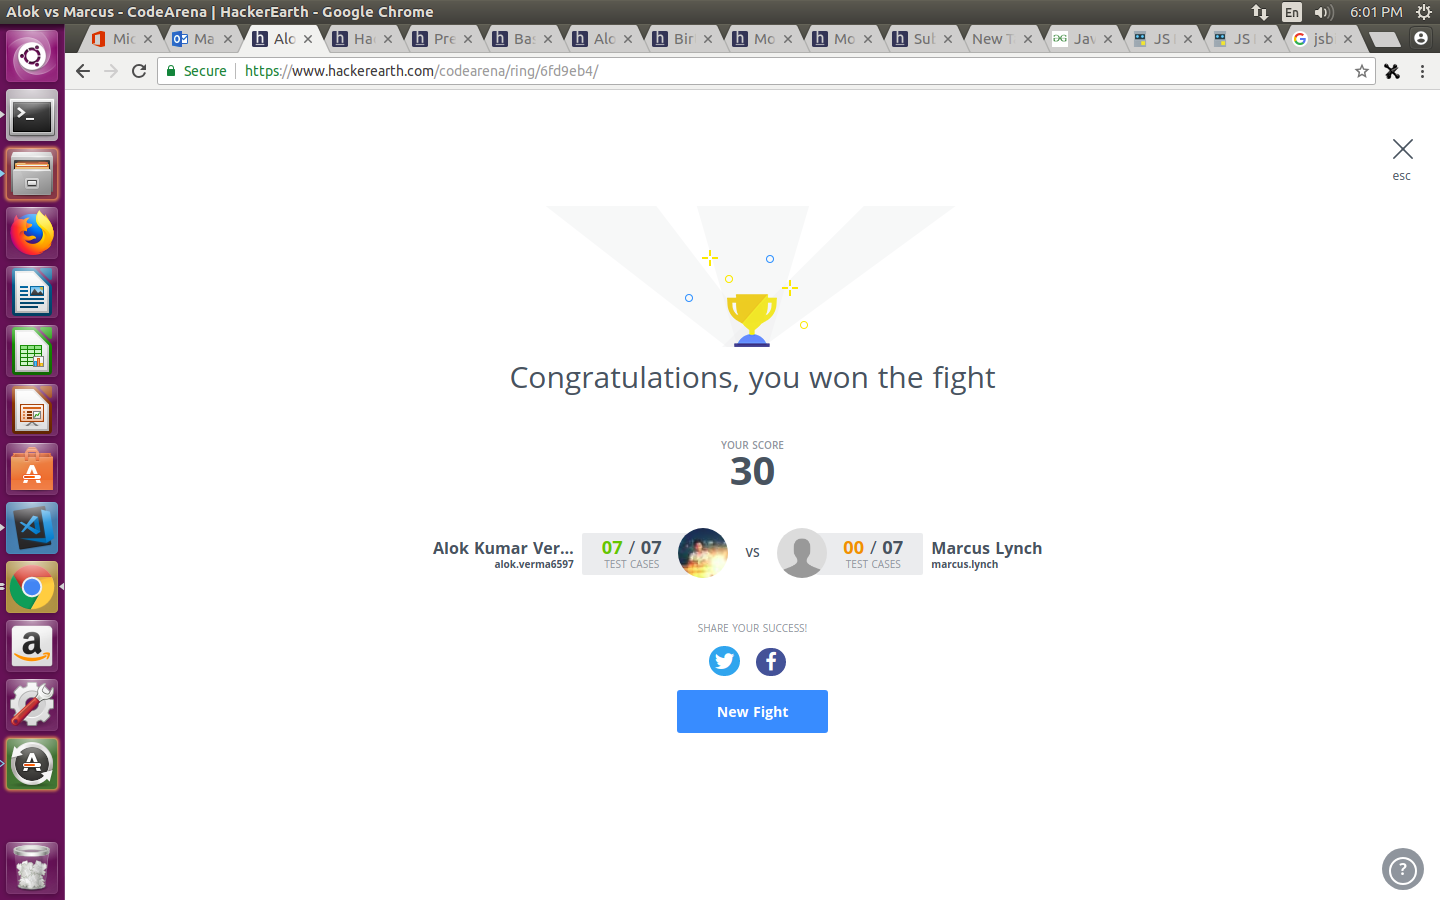 Alok vs Marcus - CodeArena | HackerEarth - Google Chrome
En
6:01 PM
Mic
Ma
Alo
Hac
Pre
Bas
Alo
Bir
Mo
Mo
Sub
New T
Jav
JS
JS
jsb
Secure
https://www.hackerearth.com/codearena/ring/6fd9eb4/
esc
Congratulations, you won the fight
YOUR SCORE
30
Alok Kumar Ver...
alok.verma6597
07 / 07
TEST CASES
VS
00 / 07
TEST CASES
Marcus Lynch
marcus.lynch
SHARE YOUR SUCCESS!
New Fight
?